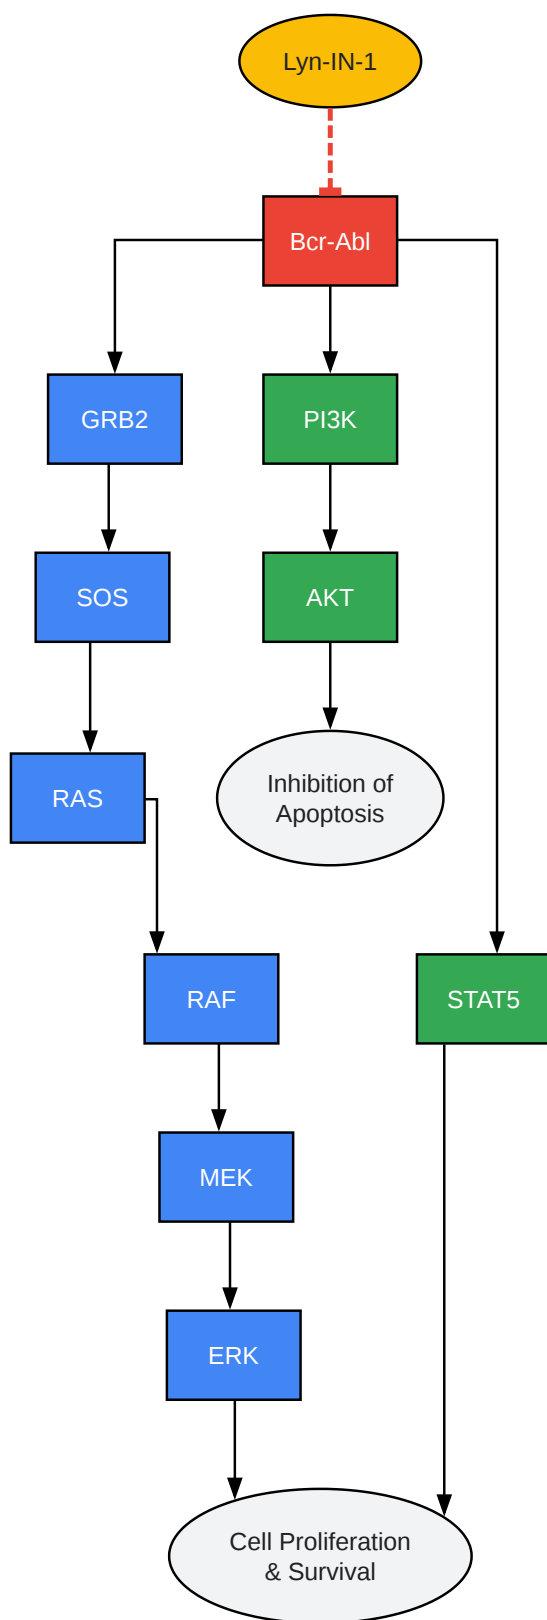 Lyn-IN-1
Bcr-Abl
GRB2
PI3K
SOS
AKT
RAS
Inhibition of
Apoptosis
RAF
STAT5
MEK
ERK
Cell Proliferation
& Survival